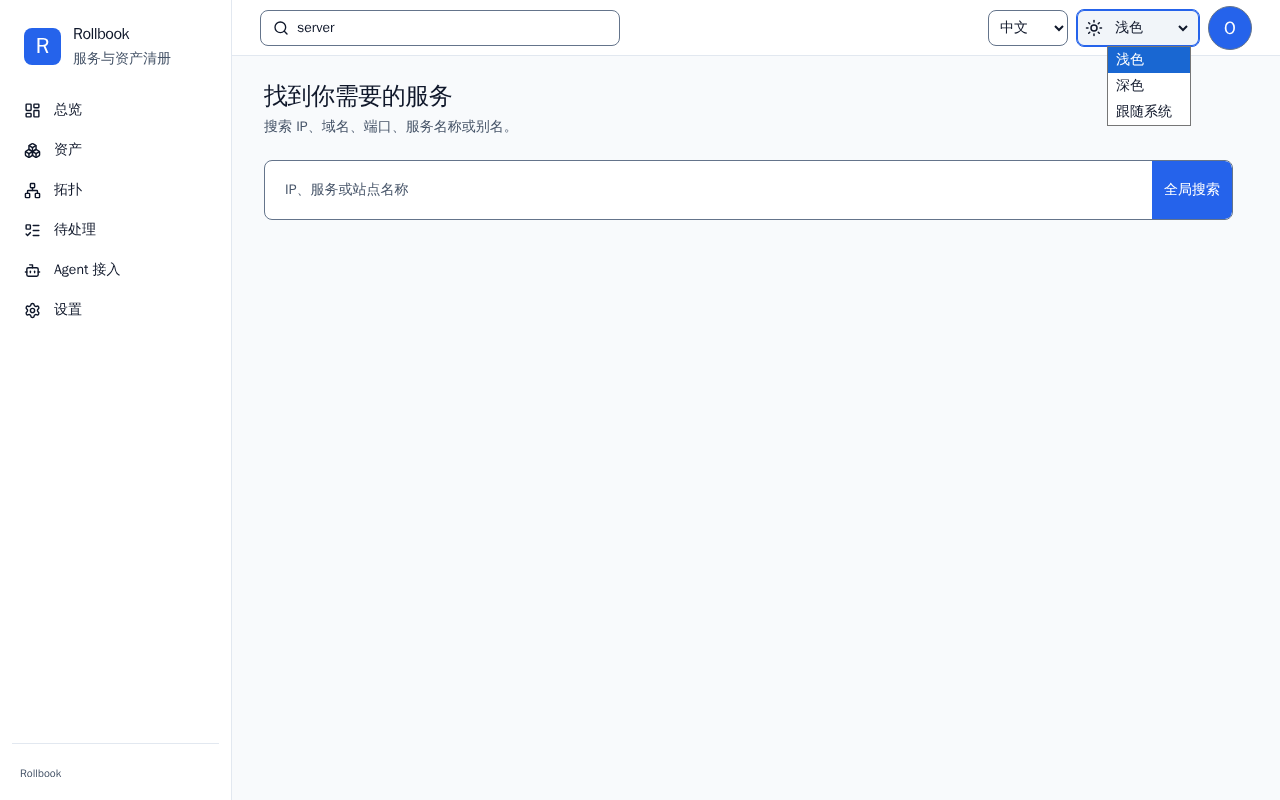 R
Rollbook
服务与资产清册
总览
资产
拓扑
待处理
Agent 接入
设置
Rollbook
server
中文
浅色
O
浅色
深色
跟随系统
找到你需要的服务
搜索 IP、域名、端口、服务名称或别名。
IP、服务或站点名称
全局搜索